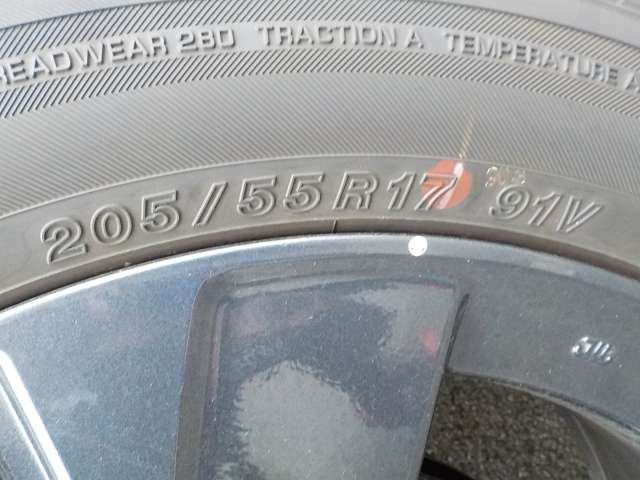 READWEAR 280 TRACTION A TEMPERATURE A
205/55R17 91V